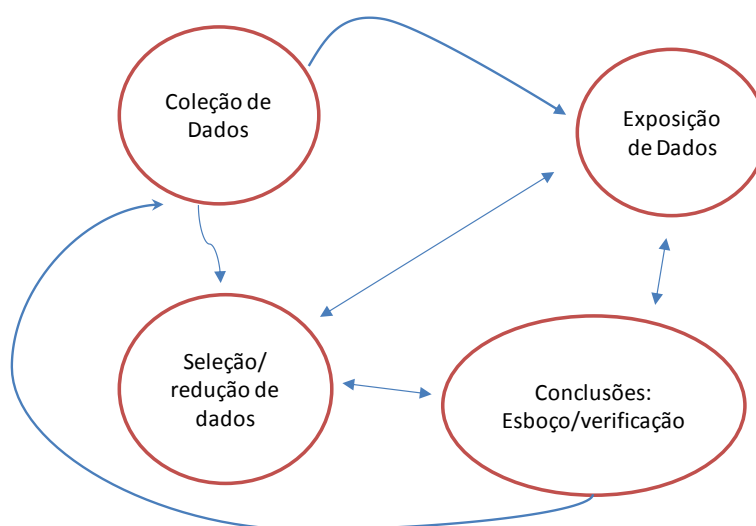 Coleção de
Dados
Exposição
de Dados
Seleção/
redução de
dados
Conclusões:
Esboço/verificação